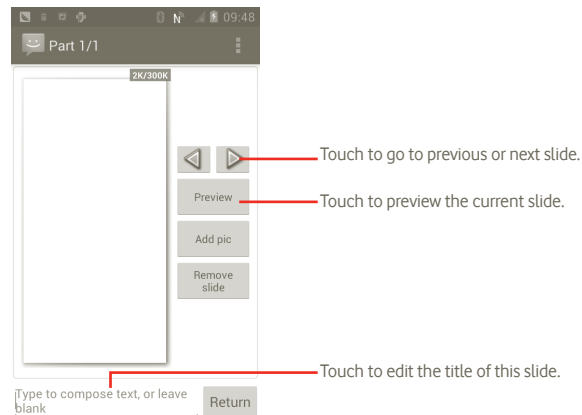 09:48
Part 1/1
2K/300K
Touch to go to previous or next slide.
Preview
Touch to preview the current slide.
Add pic
Remove
slide
Touch to edit the title of this slide.
Type to compose text, or leave
blank
Return